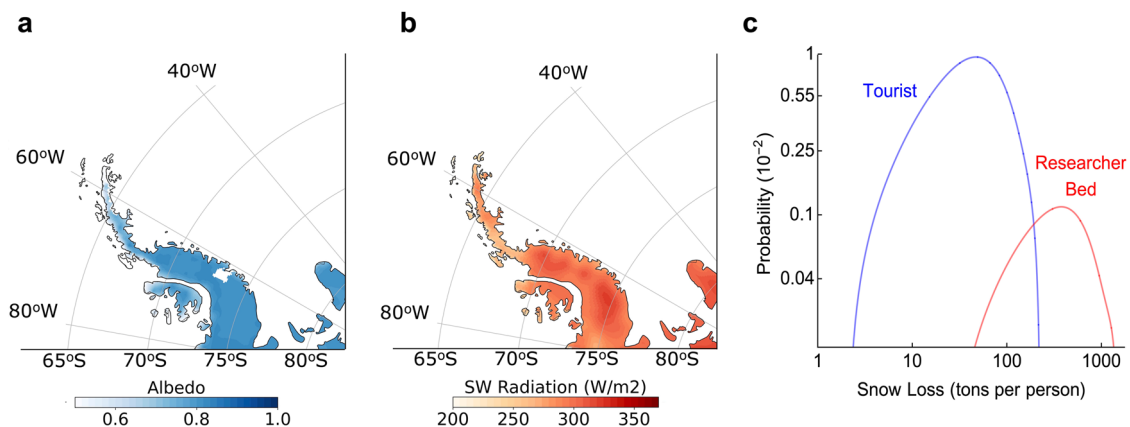 a
40ºW
60ºW
80ºW
65ºS
70ºS
75ºS
80ºS
Albedo
0.6
0.8
1.0
b
40ºW
60ºW
80ºW
65ºS
70ºS
75ºS
80ºS
SW Radiation (W/m2)
200
250
300
350
c
Probability (10⁻²)
1
0.55
0.25
0.1
0.04
Tourist
Researcher
Bed
1
10
100
1000
Snow Loss (tons per person)